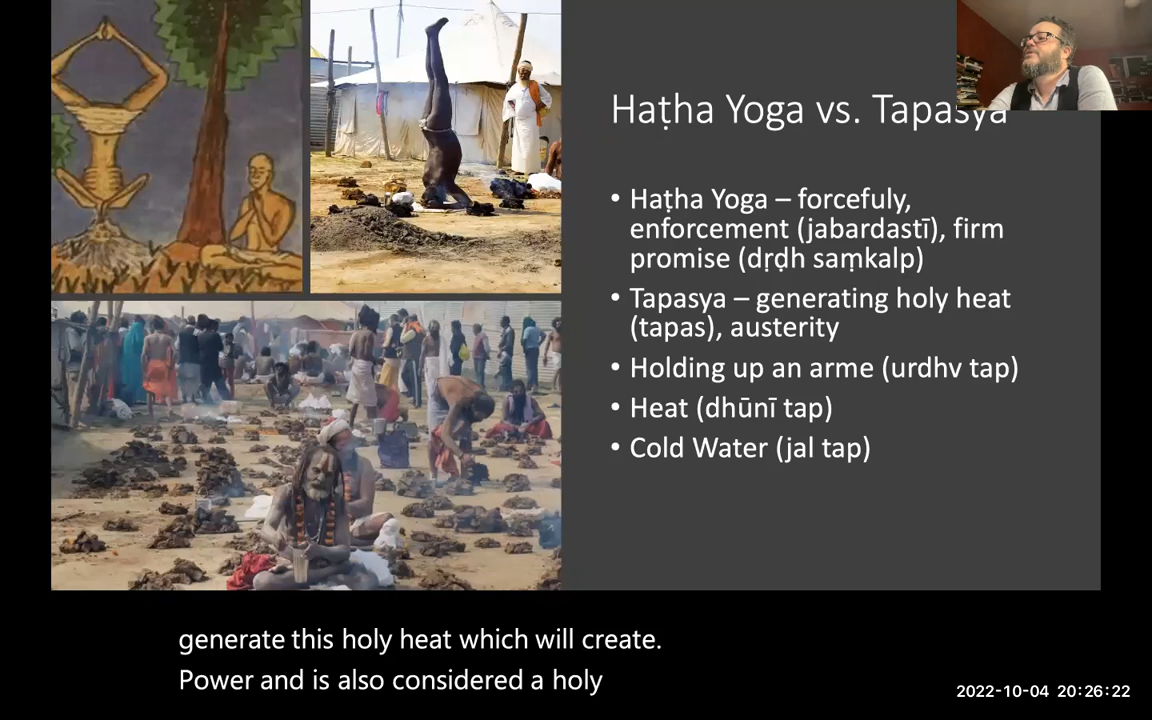 Haṭha Yoga vs. Tapasya
• Haṭha Yoga – forcefuly,
enforcement (jabardastī), firm
promise (dṛḍh saṃkalp)
• Tapasya – generating holy heat
(tapas), austerity
• Holding up an arme (urdhv tap)
• Heat (dhūnī tap)
• Cold Water (jal tap)
generate this holy heat which will create.
Power and is also considered a holy
2022-10-04 20:26:22